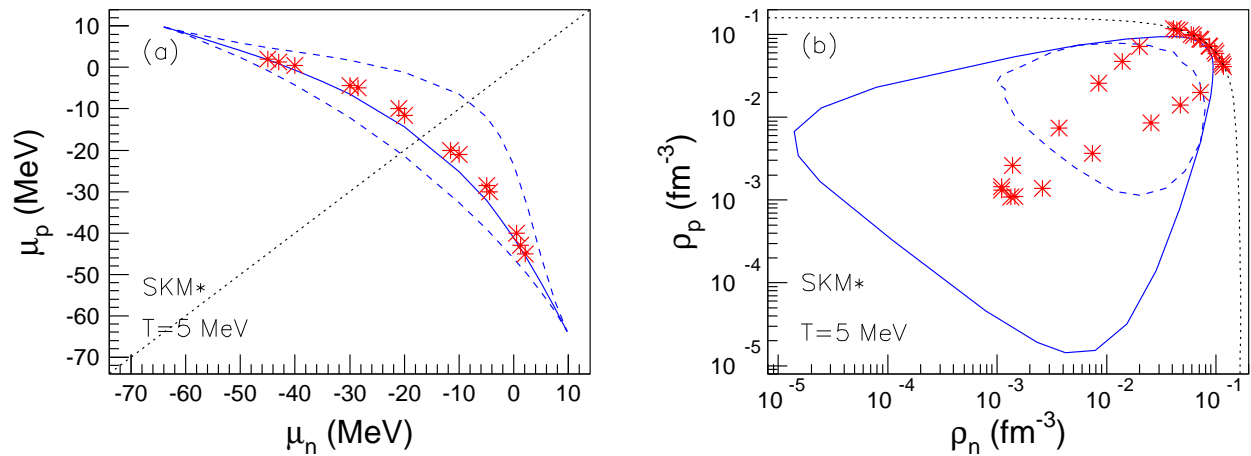 10
0
-10
-20
-30
-40
-50
-60
-70
μp (MeV)
(a)
SKM*
T=5 MeV
-70 -60 -50 -40 -30 -20 -10 0 10
μn (MeV)
10^-1
10^-2
10^-3
10^-4
10^-5
ρp (fm^-3)
(b)
SKM*
T=5 MeV
10^-5 10^-4 10^-3 10^-2 10^-1
ρn (fm^-3)